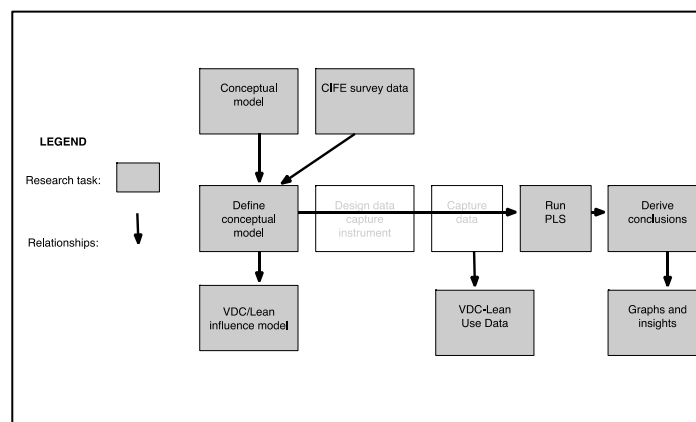 Conceptual
model
CIFE survey data
LEGEND
Research task:
Relationships:
Define
conceptual
model
Design data
capture
instrument
Capture
data
Run
PLS
Derive
conclusions
VDC/Lean
influence model
VDC-Lean
Use Data
Graphs and
insights